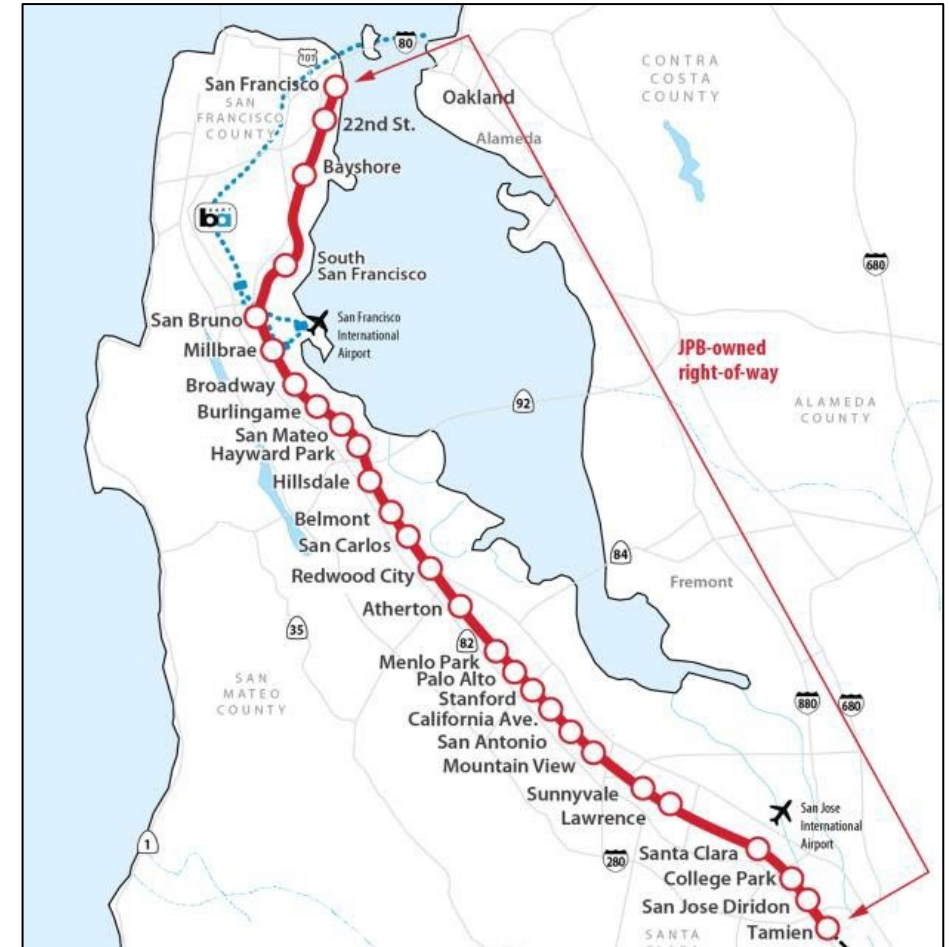 101
80
San Francisco
SAN
FRANCISCO
COUNTY
22nd St.
Bayshore
Oakland
Alameda
CONTRA
COSTA
COUNTY
ba
South
San Francisco
680
San Bruno
San Francisco
International
Airport
Millbrae
JPB-owned
right-of-way
Broadway
92
ALAMEDA
COUNTY
Burlingame
San Mateo
Hayward Park
Hillsdale
Belmont
San Carlos
84
Redwood City
Fremont
Atherton
35
82
Menlo Park
Palo Alto
Stanford
SAN
MATEO
COUNTY
880
680
California Ave.
San Antonio
Mountain View
Sunnyvale
Lawrence
San Jose
International
Airport
1
280
Santa Clara
College Park
San Jose Diridon
Tamien
SANTA